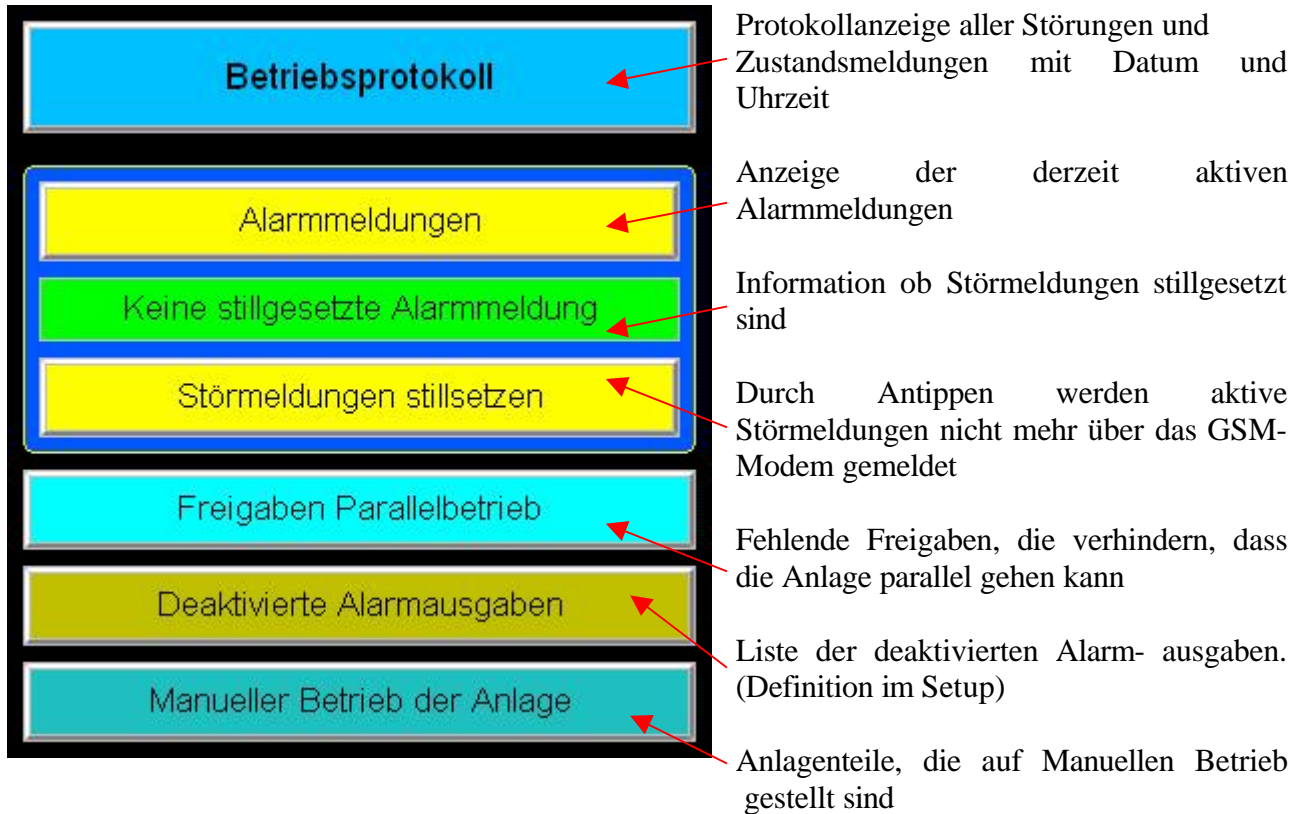 Betriebsprotokoll
Alarmmeldungen
Keine stillgesetzte Alarmmeldung
Störmeldungen stillsetzen
Freigaben Parallelbetrieb
Deaktivierte Alarmausgaben
Manueller Betrieb der Anlage
Protokollanzeige aller Störungen und
Zustandsmeldungen mit Datum und
Uhrzeit
Anzeige der derzeit aktiven
Alarmmeldungen
Information ob Störmeldungen stillgesetzt
sind
Durch Antippen werden aktive
Störmeldungen nicht mehr über das GSM-
Modem gemeldet
Fehlende Freigaben, die verhindern, dass
die Anlage parallel gehen kann
Liste der deaktivierten Alarm- ausgaben.
(Definition im Setup)
Anlagenteile, die auf Manuellen Betrieb
gestellt sind